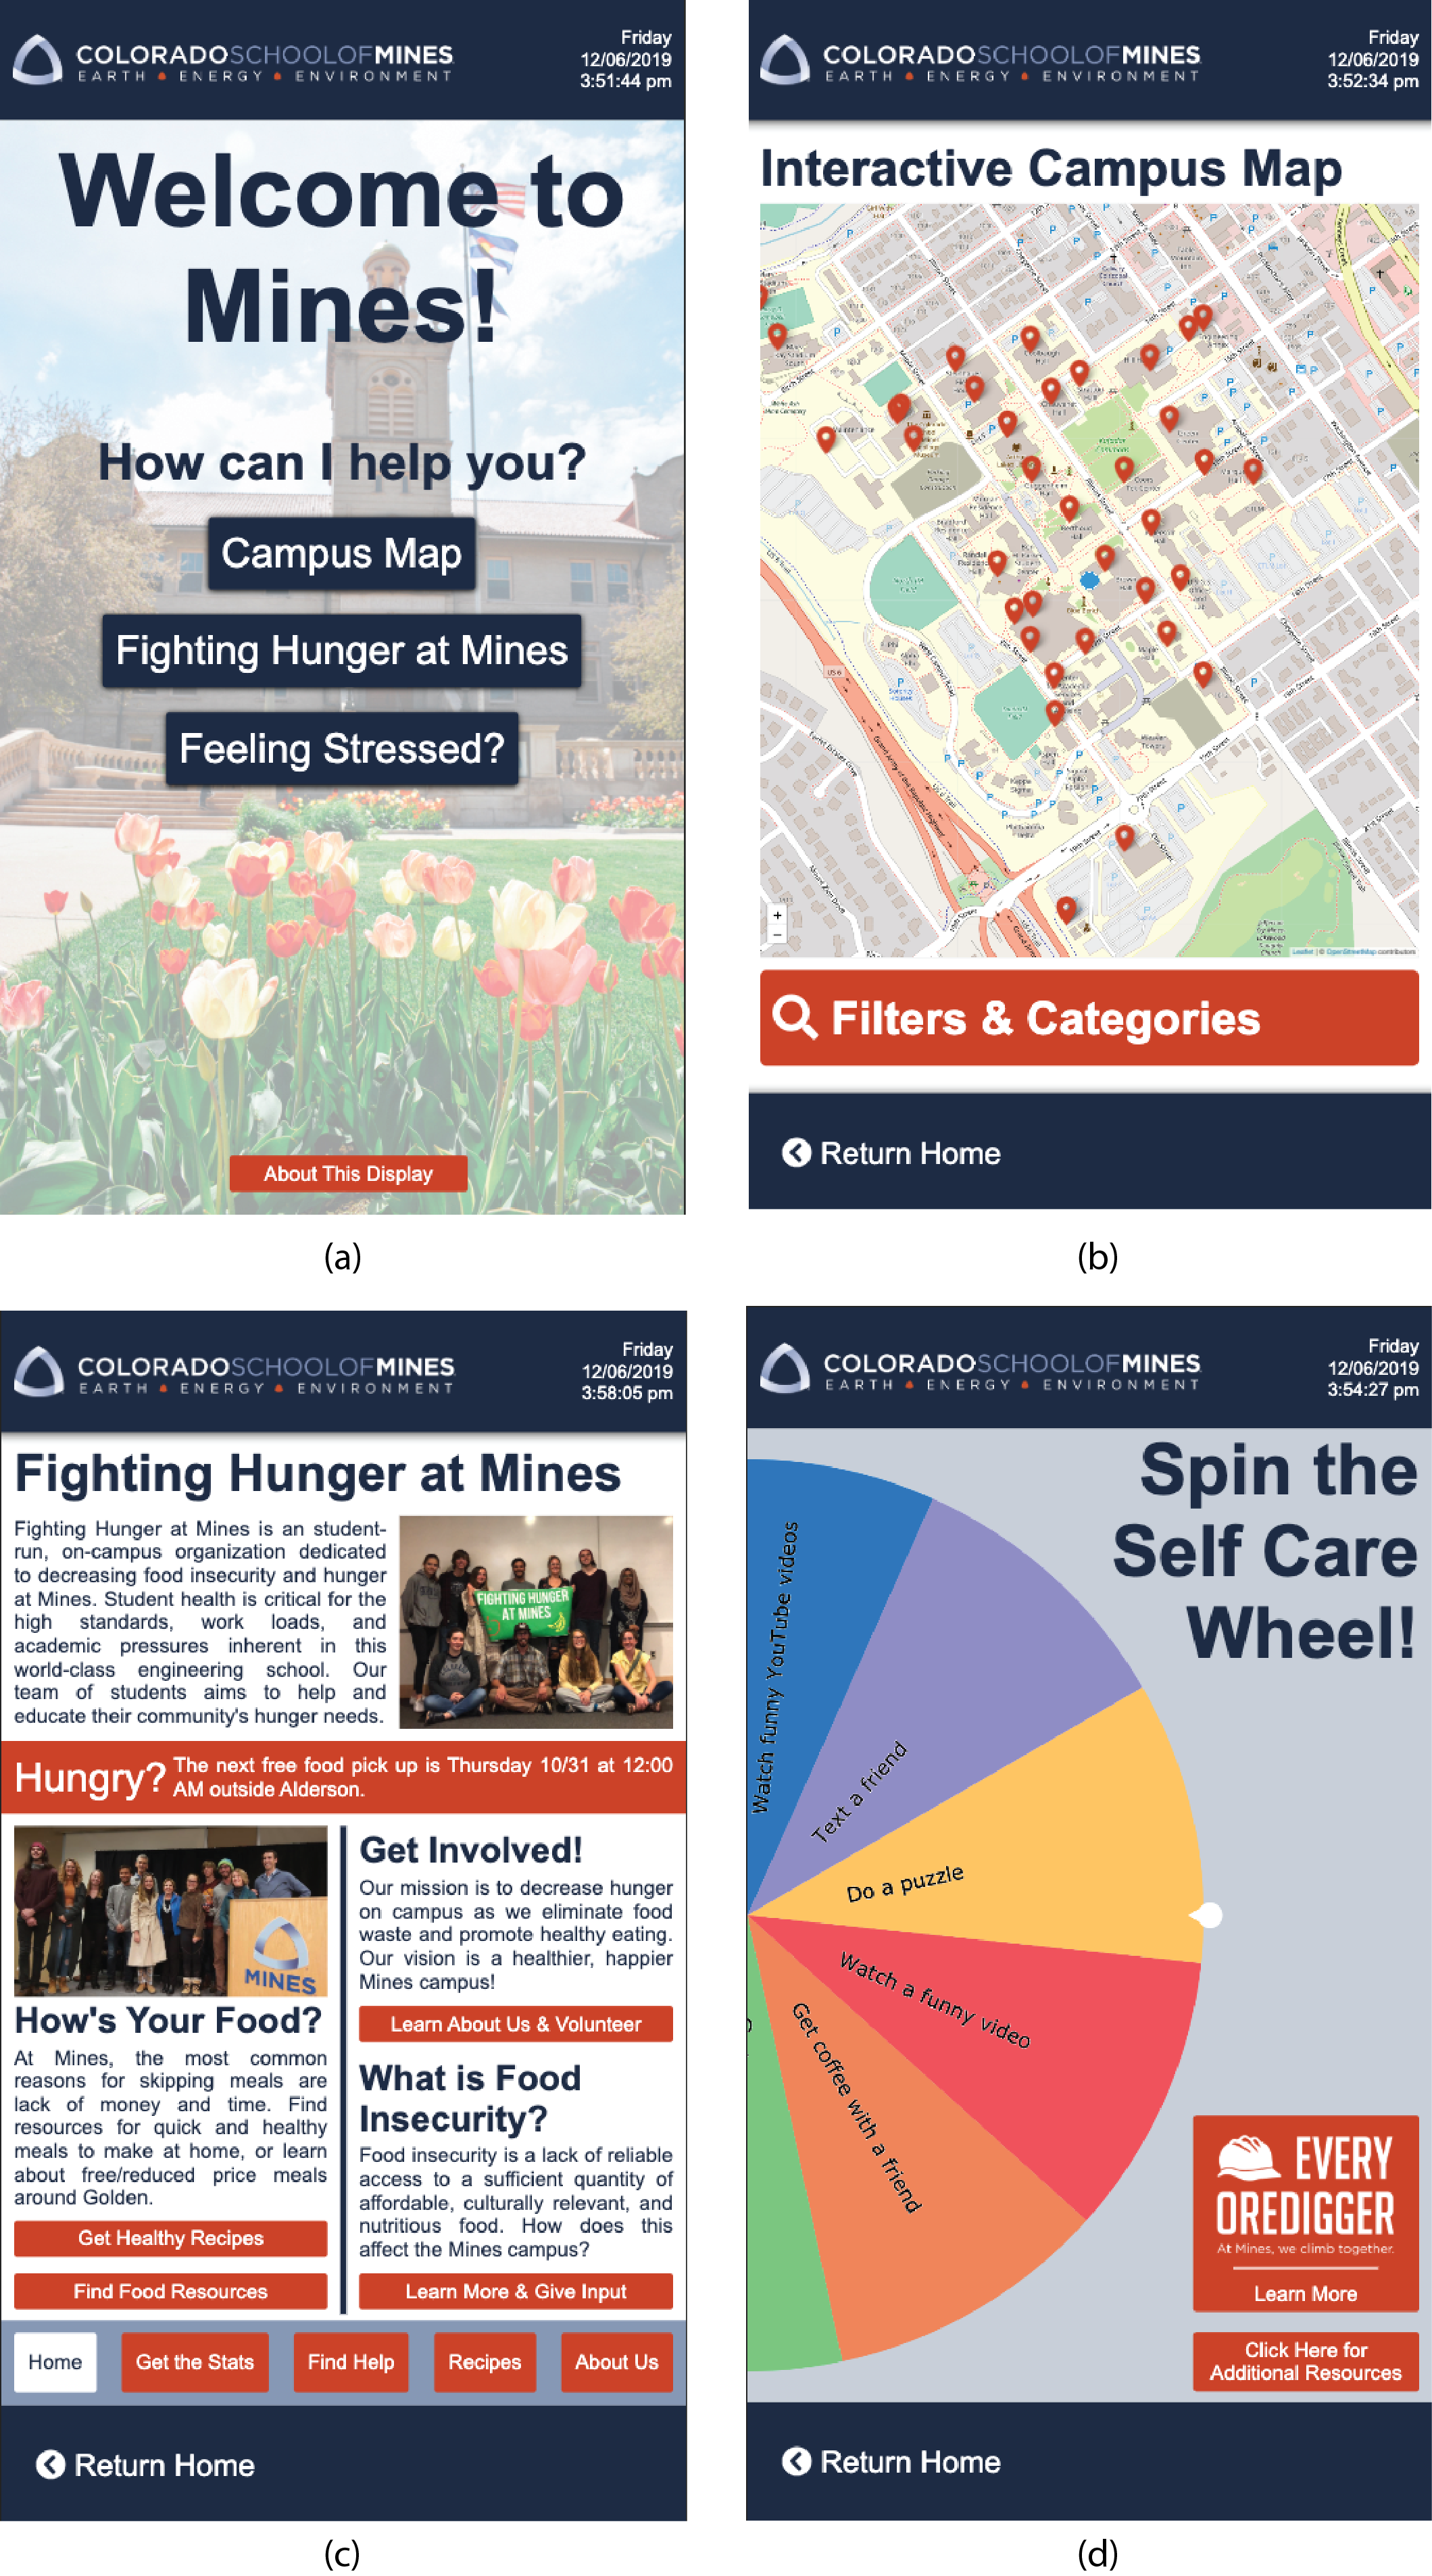 COLORADOSCHOOLOFMINES
EARTH ENERGY ENVIRONMENT
Friday
12/06/2019
3:51:44 pm
Welcome to
Mines!
How can I help you?
Campus Map
Fighting Hunger at Mines
Feeling Stressed?
About This Display
(a)
COLORADOSCHOOLOFMINES
EARTH ENERGY ENVIRONMENT
Friday
12/06/2019
3:52:34 pm
Interactive Campus Map
US 6
19th Street
+
−
Leaflet | © OpenStreetMap contributors
Filters & Categories
Return Home
(b)
COLORADOSCHOOLOFMINES
EARTH ENERGY ENVIRONMENT
Friday
12/06/2019
3:58:05 pm
Fighting Hunger at Mines
Fighting Hunger at Mines is an student-
run, on-campus organization dedicated
to decreasing food insecurity and hunger
at Mines. Student health is critical for the
high standards, work loads, and
academic pressures inherent in this
world-class engineering school. Our
team of students aims to help and
educate their community's hunger needs.
FIGHTING HUNGER
AT MINES
Hungry?
The next free food pick up is Thursday 10/31 at 12:00
AM outside Alderson.
MINES
How's Your Food?
At Mines, the most common
reasons for skipping meals are
lack of money and time. Find
resources for quick and healthy
meals to make at home, or learn
about free/reduced price meals
around Golden.
Get Healthy Recipes
Find Food Resources
Get Involved!
Our mission is to decrease hunger
on campus as we eliminate food
waste and promote healthy eating.
Our vision is a healthier, happier
Mines campus!
Learn About Us & Volunteer
What is Food
Insecurity?
Food insecurity is a lack of reliable
access to a sufficient quantity of
affordable, culturally relevant, and
nutritious food. How does this
affect the Mines campus?
Learn More & Give Input
Home
Get the Stats
Find Help
Recipes
About Us
Return Home
(c)
COLORADOSCHOOLOFMINES
EARTH ENERGY ENVIRONMENT
Friday
12/06/2019
3:54:27 pm
Spin the
Self Care
Wheel!
Watch funny YouTube videos
Text a friend
Do a puzzle
Watch a funny video
Get coffee with a friend
EVERY
OREDIGGER
At Mines, we climb together.
Learn More
Click Here for
Additional Resources
Return Home
(d)